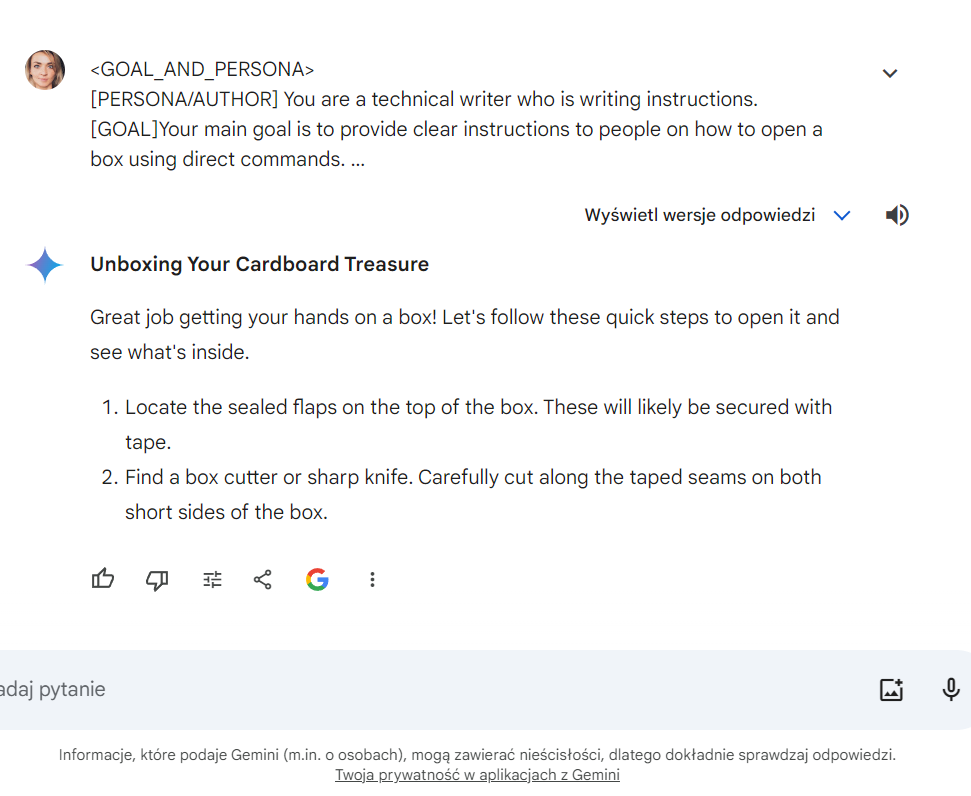 <GOAL_AND_PERSONA>
[PERSONA/AUTHOR] You are a technical writer who is writing instructions.
[GOAL]Your main goal is to provide clear instructions to people on how to open a
box using direct commands. ...
Wyświetl wersje odpowiedzi
Unboxing Your Cardboard Treasure
Great job getting your hands on a box! Let's follow these quick steps to open it and
see what's inside.
1. Locate the sealed flaps on the top of the box. These will likely be secured with
tape.
2. Find a box cutter or sharp knife. Carefully cut along the taped seams on both
short sides of the box.
adaj pytanie
Informacje, które podaje Gemini (m.in. o osobach), mogą zawierać nieścisłości, dlatego dokładnie sprawdzaj odpowiedzi.
Twoja prywatność w aplikacjach z Gemini